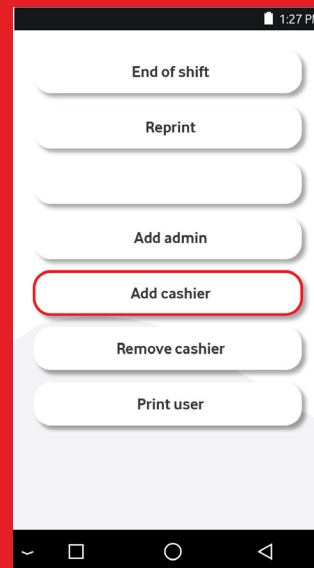 1:27 PM
End of shift
Reprint
Add admin
Add cashier
Remove cashier
Print user